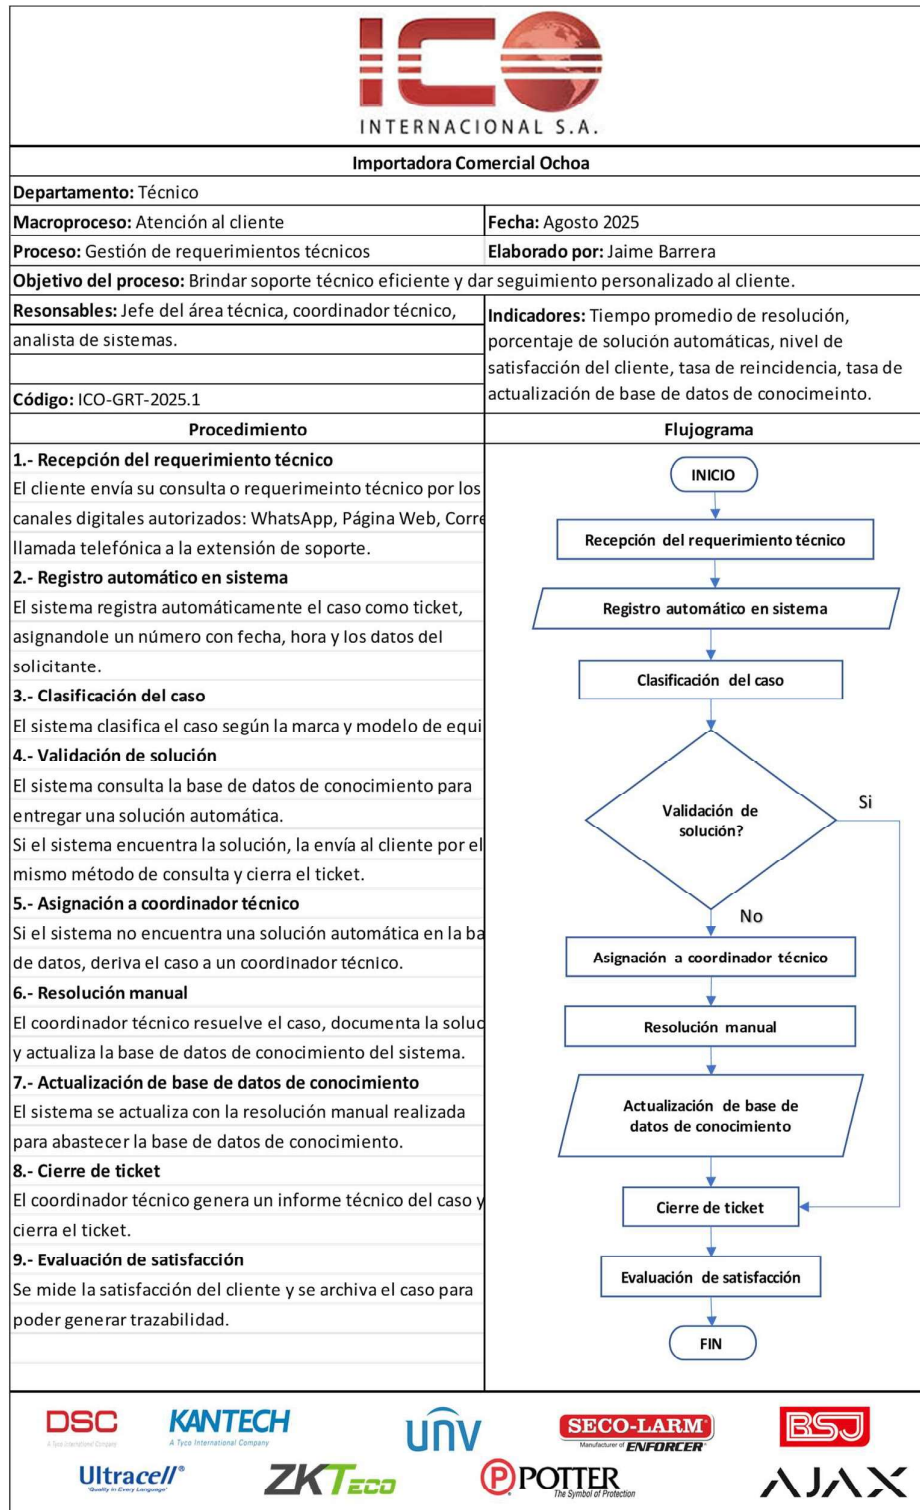 ICO
INTERNACIONAL S.A.
Importadora Comercial Ochoa
Departamento: Técnico
Macroproceso: Atención al cliente
Fecha: Agosto 2025
Proceso: Gestión de requerimientos técnicos
Elaborado por: Jaime Barrera
Objetivo del proceso: Brindar soporte técnico eficiente y dar seguimiento personalizado al cliente.
Resonsables: Jefe del área técnica, coordinador técnico,
analista de sistemas.
Indicadores: Tiempo promedio de resolución,
porcentaje de solución automáticas, nivel de
satisfacción del cliente, tasa de reincidencia, tasa de
actualización de base de datos de conocimeinto.
Código: ICO-GRT-2025.1
Procedimiento
1.- Recepción del requerimiento técnico
El cliente envía su consulta o requerimeinto técnico por los
canales digitales autorizados: WhatsApp, Página Web, Corre
llamada telefónica a la extensión de soporte.
2.- Registro automático en sistema
El sistema registra automáticamente el caso como ticket,
asignandole un número con fecha, hora y los datos del
solicitante.
3.- Clasificación del caso
El sistema clasifica el caso según la marca y modelo de equi
4.- Validación de solución
El sistema consulta la base de datos de conocimiento para
entregar una solución automática.
Si el sistema encuentra la solución, la envía al cliente por el
mismo método de consulta y cierra el ticket.
5.- Asignación a coordinador técnico
Si el sistema no encuentra una solución automática en la ba
de datos, deriva el caso a un coordinador técnico.
6.- Resolución manual
El coordinador técnico resuelve el caso, documenta la soluc
y actualiza la base de datos de conocimiento del sistema.
7.- Actualización de base de datos de conocimiento
El sistema se actualiza con la resolución manual realizada
para abastecer la base de datos de conocimiento.
8.- Cierre de ticket
El coordinador técnico genera un informe técnico del caso y
cierra el ticket.
9.- Evaluación de satisfacción
Se mide la satisfacción del cliente y se archiva el caso para
poder generar trazabilidad.
Flujograma
INICIO
Recepción del requerimiento técnico
Registro automático en sistema
Clasificación del caso
Validación de
solución?
Si
No
Asignación a coordinador técnico
Resolución manual
Actualización de base de
datos de conocimiento
Cierre de ticket
Evaluación de satisfacción
FIN
DSC
A Tyco International Company
KANTECH
A Tyco International Company
unv
SECO-LARM
Manufacturer of ENFORCER®
BSJ
Ultracell®
"Quality in Every Language"
ZKTECO
P POTTER
The Symbol of Protection
AJAX